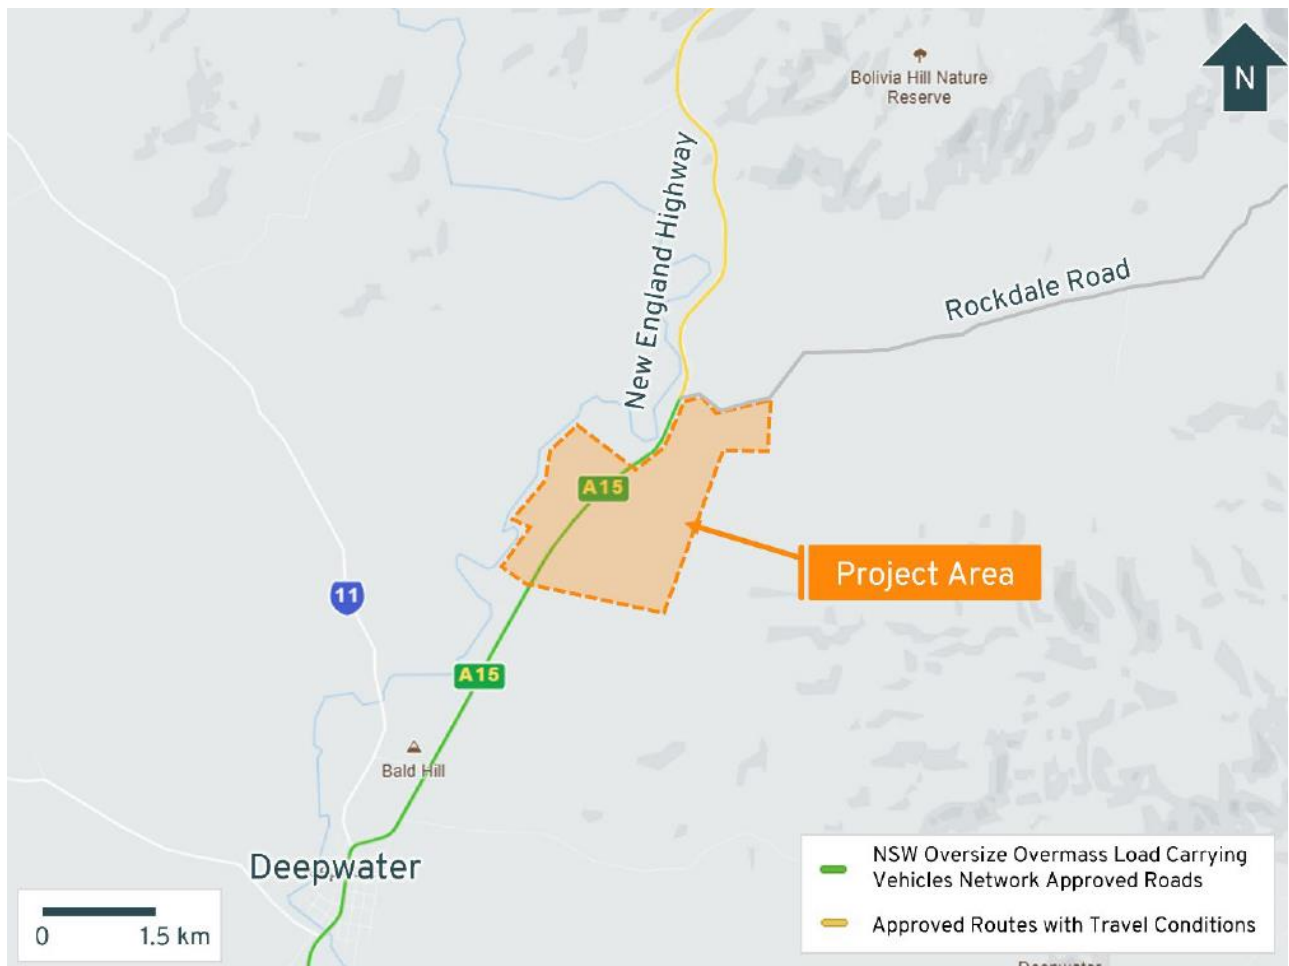 Bolivia Hill Nature
Reserve
N
New England Highway
Rockdale Road
A15
Project Area
11
A15
Bald Hill
Deepwater
NSW Oversize Overmass Load Carrying
Vehicles Network Approved Roads
Approved Routes with Travel Conditions
0 1.5 km